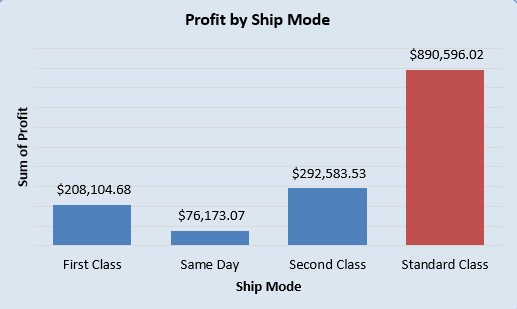 Profit by Ship Mode
$890,596.02
$292,583.53
$208,104.68
$76,173.07
Sum of Profit
First Class
Same Day
Second Class
Standard Class
Ship Mode